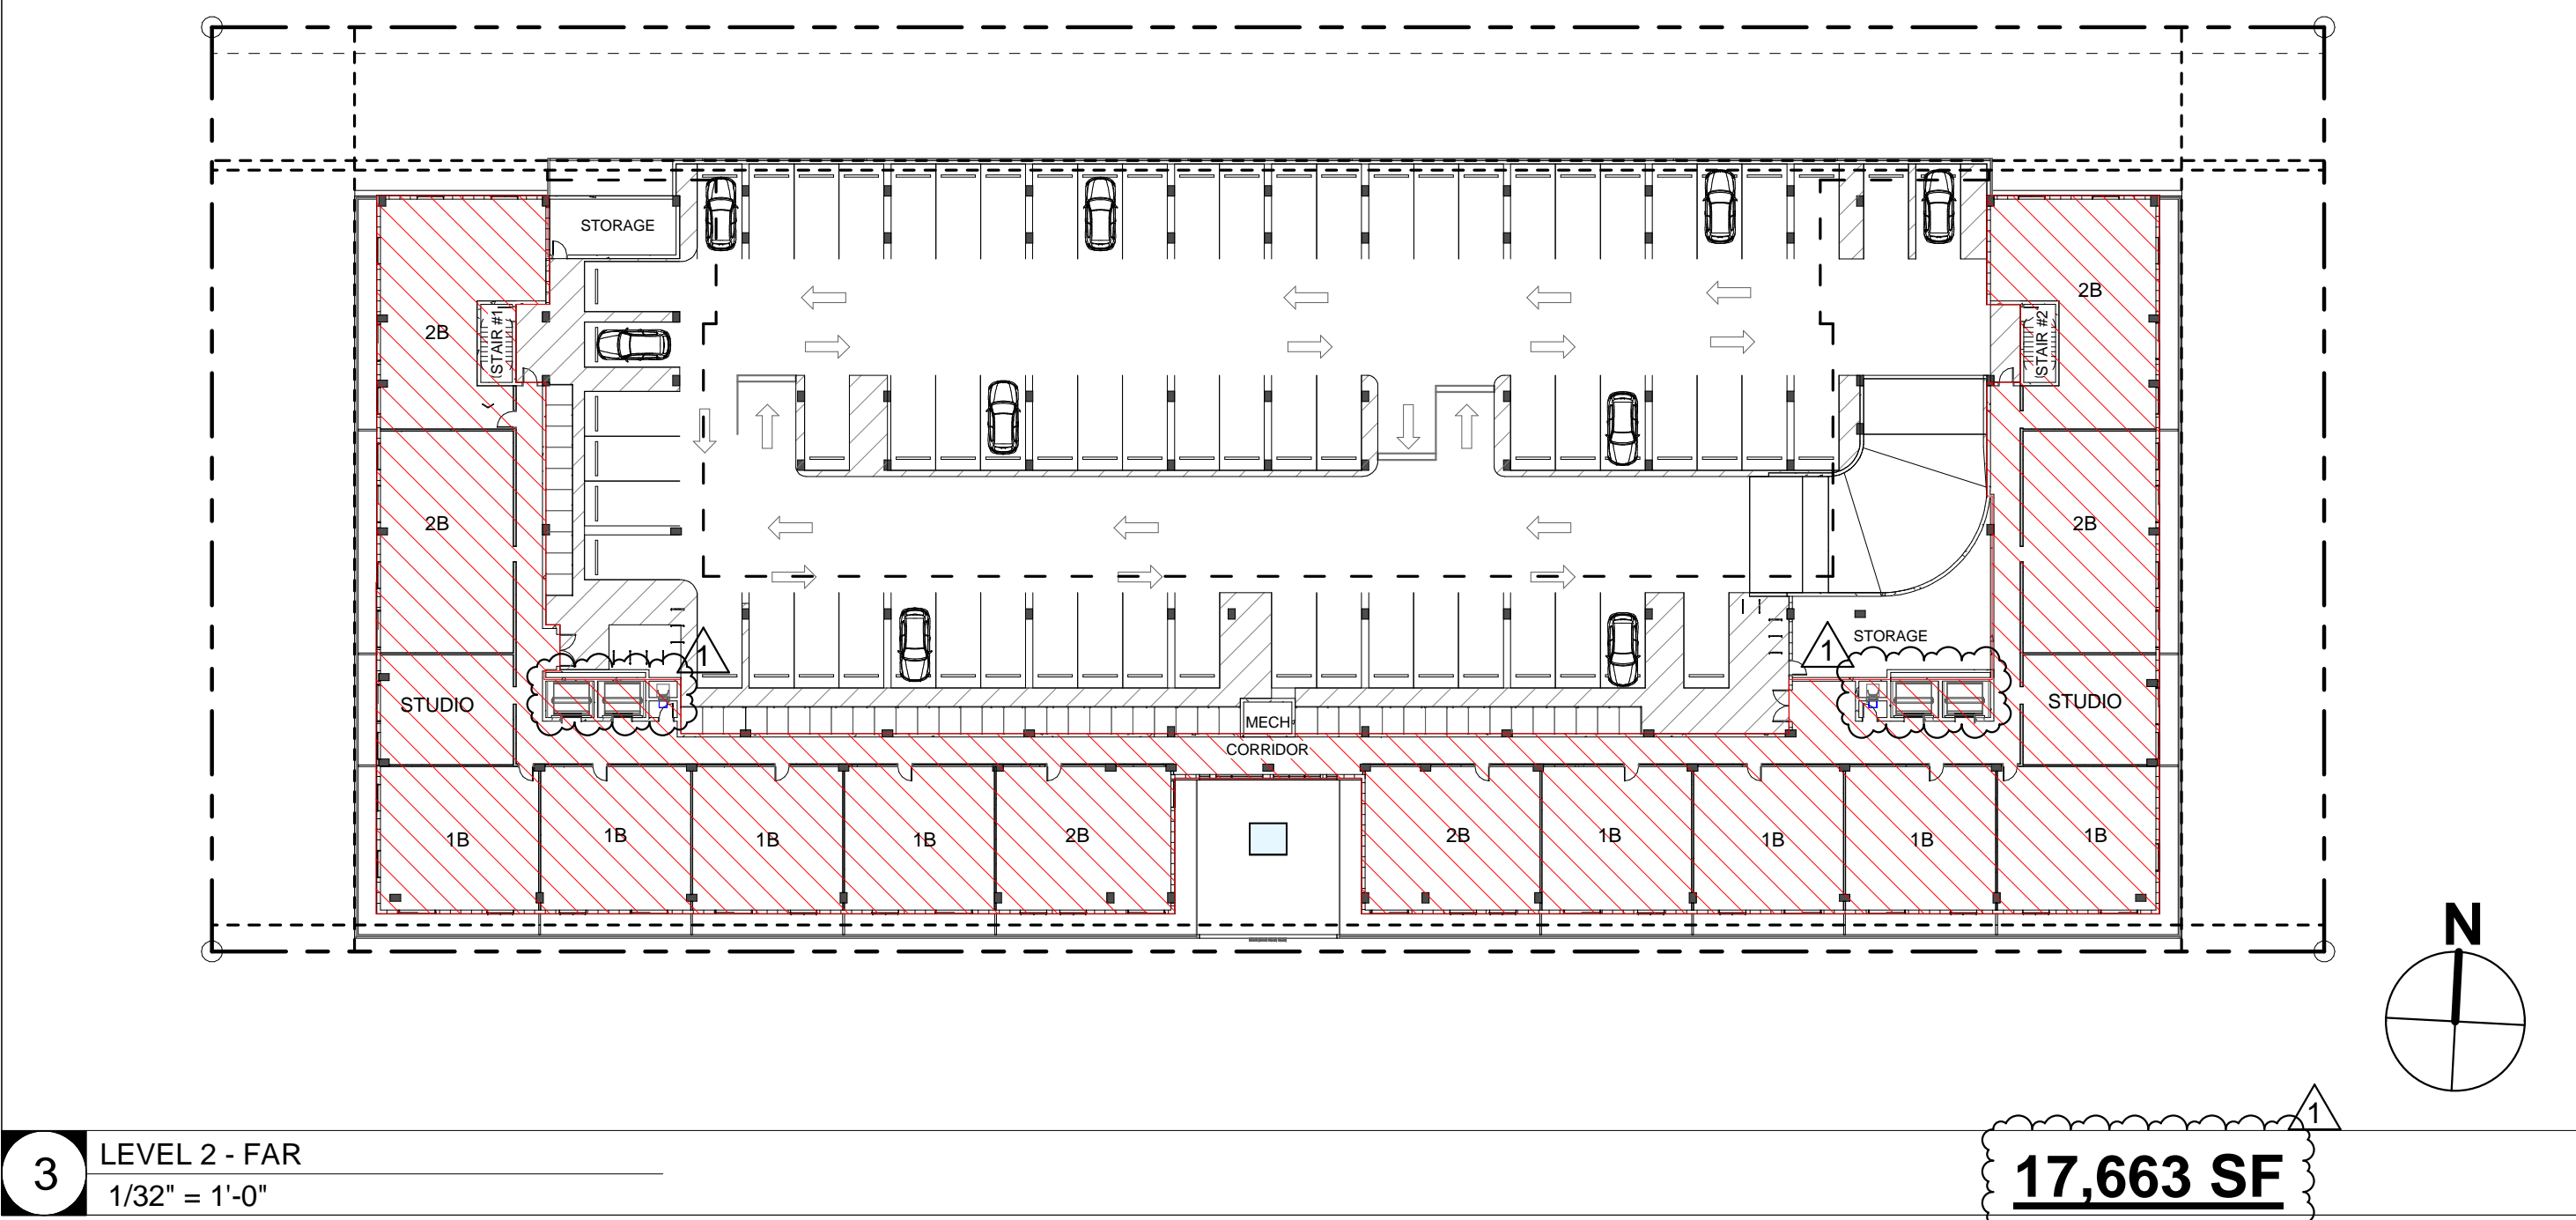 STORAGE
2B
STAIR #1
2B
STAIR #2
2B
2B
STORAGE
1
1
STUDIO
STUDIO
MECH
CORRIDOR
1B
1B
1B
1B
2B
2B
1B
1B
1B
1B
N
1
3
LEVEL 2 - FAR
1/32" = 1'-0"
17,663 SF